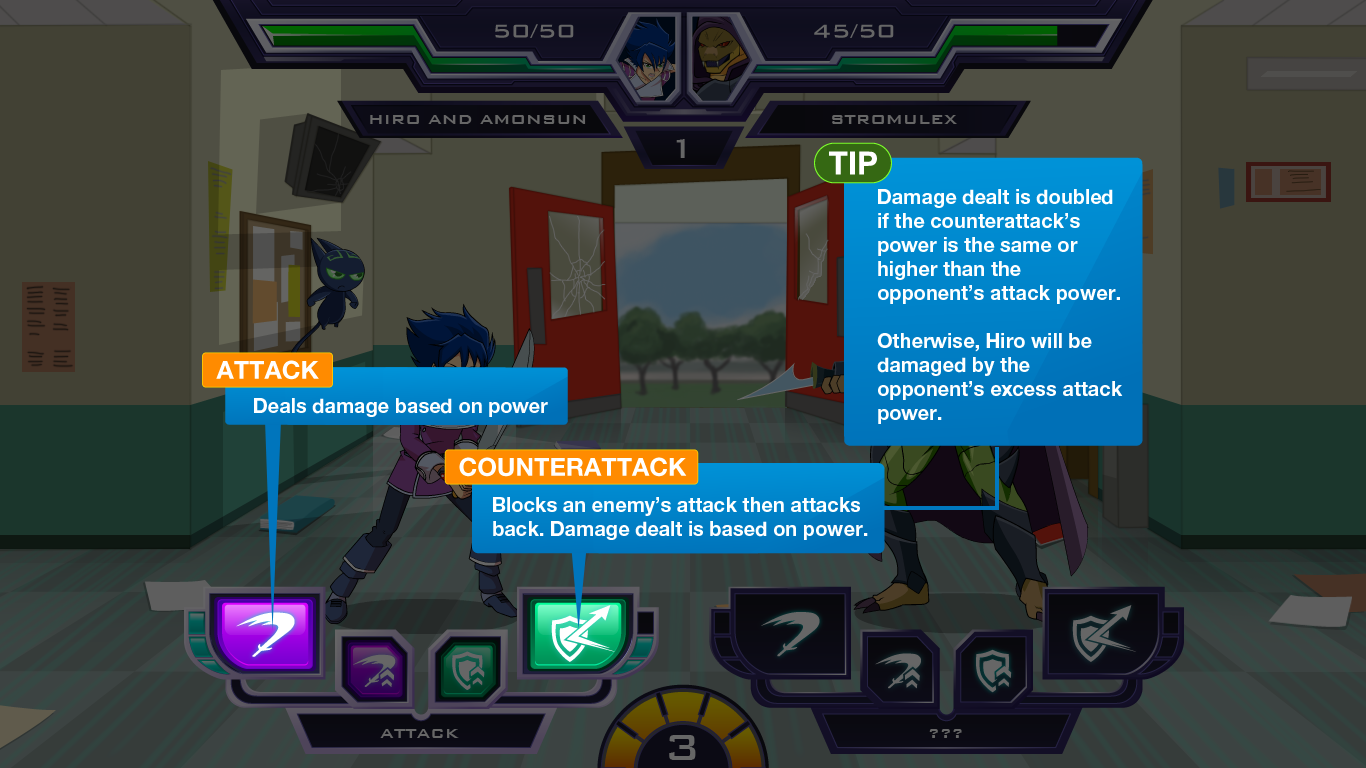 50/50
45/50
HIRO AND AMONSUN
STROMULEX
1
TIP
Damage dealt is doubled
if the counterattack's
power is the same or
higher than the
opponent's attack power.
Otherwise, Hiro will be
damaged by the
opponent's excess attack
power.
ATTACK
Deals damage based on power
COUNTERATTACK
Blocks an enemy's attack then attacks
back. Damage dealt is based on power.
ATTACK
3
???